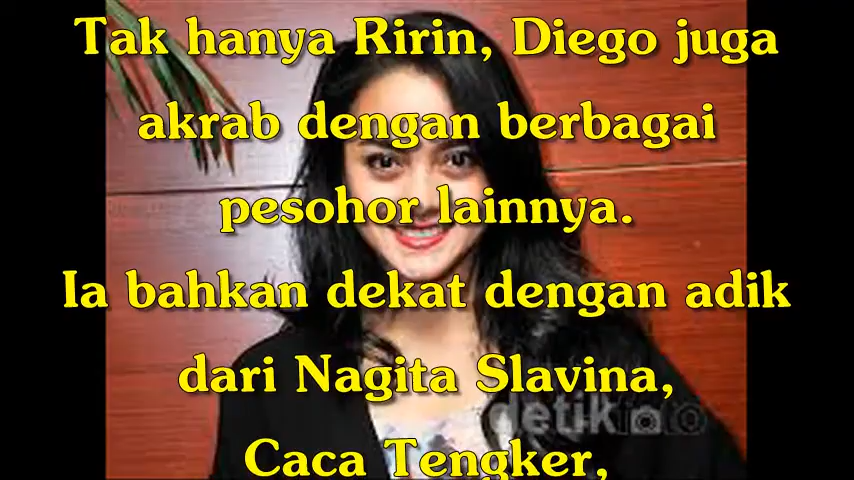 Tak hanya Ririn, Diego juga
akrab dengan berbagai
pesohor lainnya.
Ia bahkan dekat dengan adik
dari Nagita Slavina,
detikfoto
Caca Tengker,